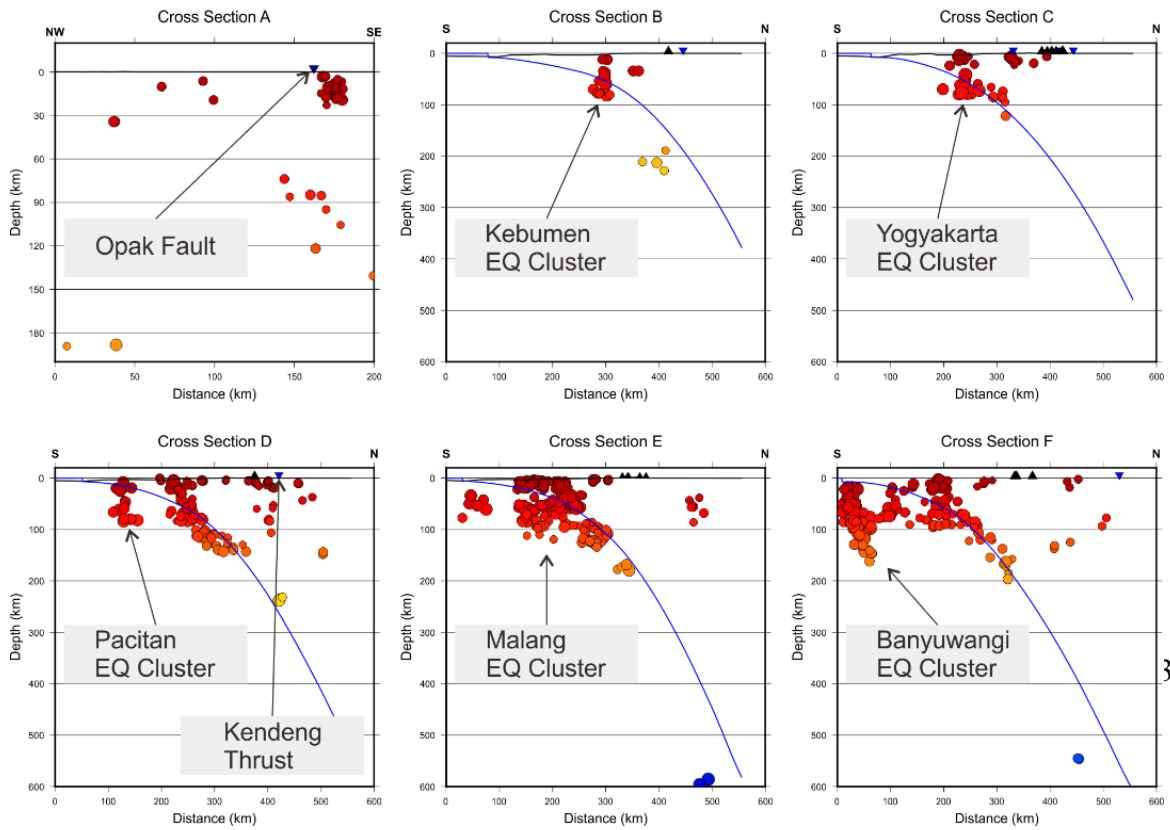 Cross Section A
NW
SE
0
30
60
90
120
150
180
Depth (km)
Opak Fault
0
50
100
150
200
Distance (km)
Cross Section B
S
N
0
100
200
300
400
500
600
Depth (km)
Kebumen
EQ Cluster
0
100
200
300
400
500
600
Distance (km)
Cross Section C
S
N
0
100
200
300
400
500
600
Depth (km)
Yogyakarta
EQ Cluster
0
100
200
300
400
500
600
Distance (km)
Cross Section D
S
N
0
100
200
300
400
500
600
Depth (km)
Pacitan
EQ Cluster
Kendeng
Thrust
0
100
200
300
400
500
600
Distance (km)
Cross Section E
S
N
0
100
200
300
400
500
600
Depth (km)
Malang
EQ Cluster
0
100
200
300
400
500
600
Distance (km)
Cross Section F
S
N
0
100
200
300
400
500
600
Depth (km)
Banyuwangi
EQ Cluster
0
100
200
300
400
500
600
Distance (km)